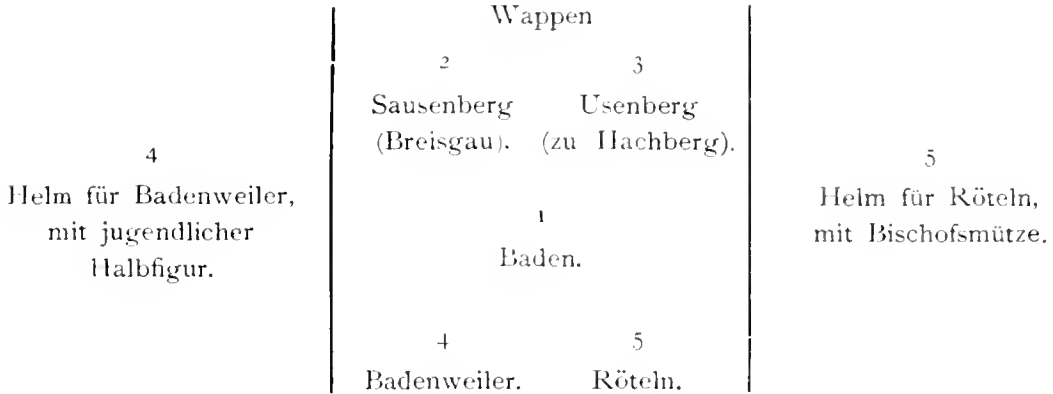 Wappen
2 3
Sausenberg Usenberg
(Breisgau). (zu Hachberg).
4
Helm für Badenweiler,
mit jugendlicher
Halbfigur.
1
Baden.
4 5
Badenweiler. Röteln.
5
Helm für Röteln,
mit Bischofsmütze.